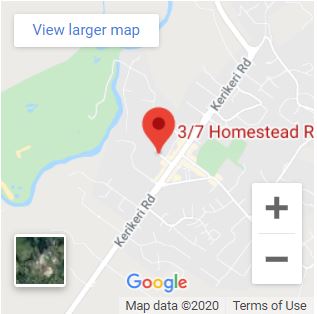 View larger map
Kerikeri Rd
3/7 Homestead R
Kerikeri Rd
Google
Map data ©2020 Terms of Use